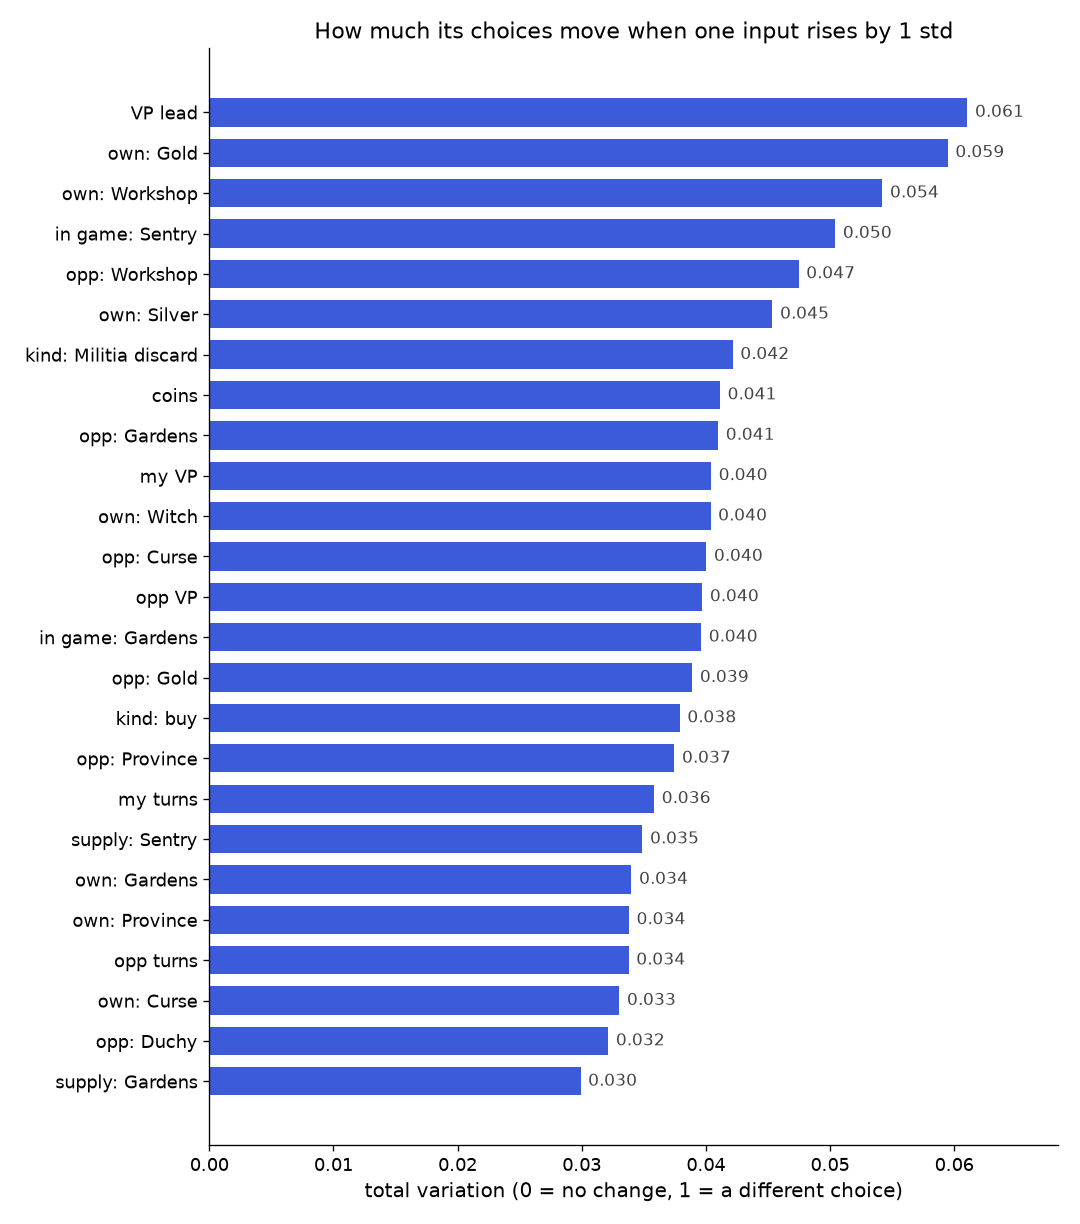 How much its choices move when one input rises by 1 std
VP lead 0.061
own: Gold 0.059
own: Workshop 0.054
in game: Sentry 0.050
opp: Workshop 0.047
own: Silver 0.045
kind: Militia discard 0.042
coins 0.041
opp: Gardens 0.041
my VP 0.040
own: Witch 0.040
opp: Curse 0.040
opp VP 0.040
in game: Gardens 0.040
opp: Gold 0.039
kind: buy 0.038
opp: Province 0.037
my turns 0.036
supply: Sentry 0.035
own: Gardens 0.034
own: Province 0.034
opp turns 0.034
own: Curse 0.033
opp: Duchy 0.032
supply: Gardens 0.030
0.00 0.01 0.02 0.03 0.04 0.05 0.06
total variation (0 = no change, 1 = a different choice)